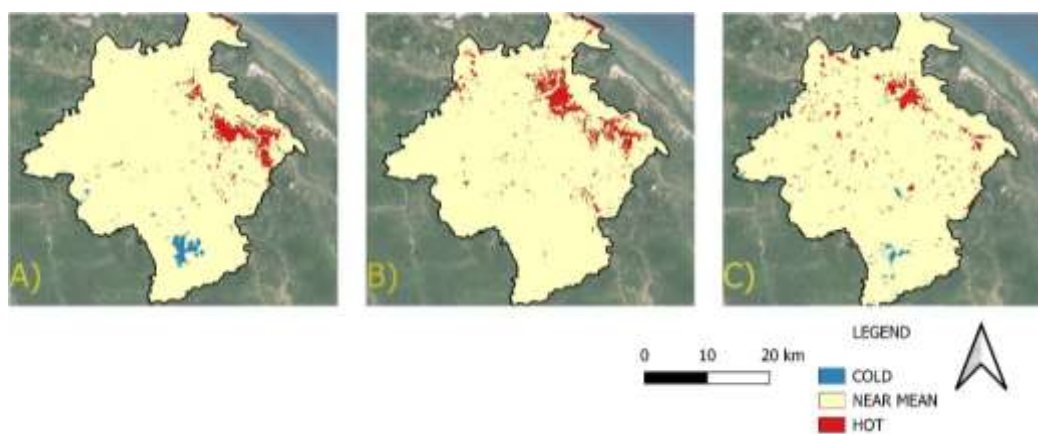 A)
B)
C)
LEGEND
0 10 20 km
COLD
NEAR MEAN
HOT